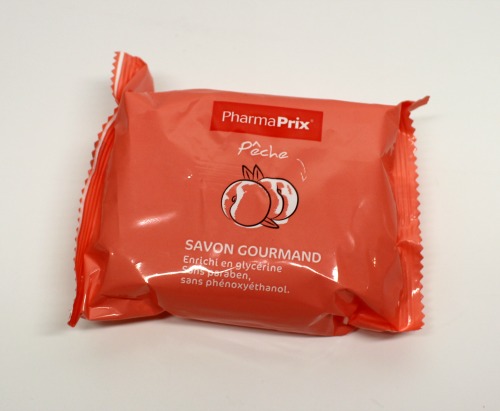 PharmaPrix
Pêche
SAVON GOURMAND
Enrichi en glycérine
Sans paraben,
sans phénoxyéthanol.